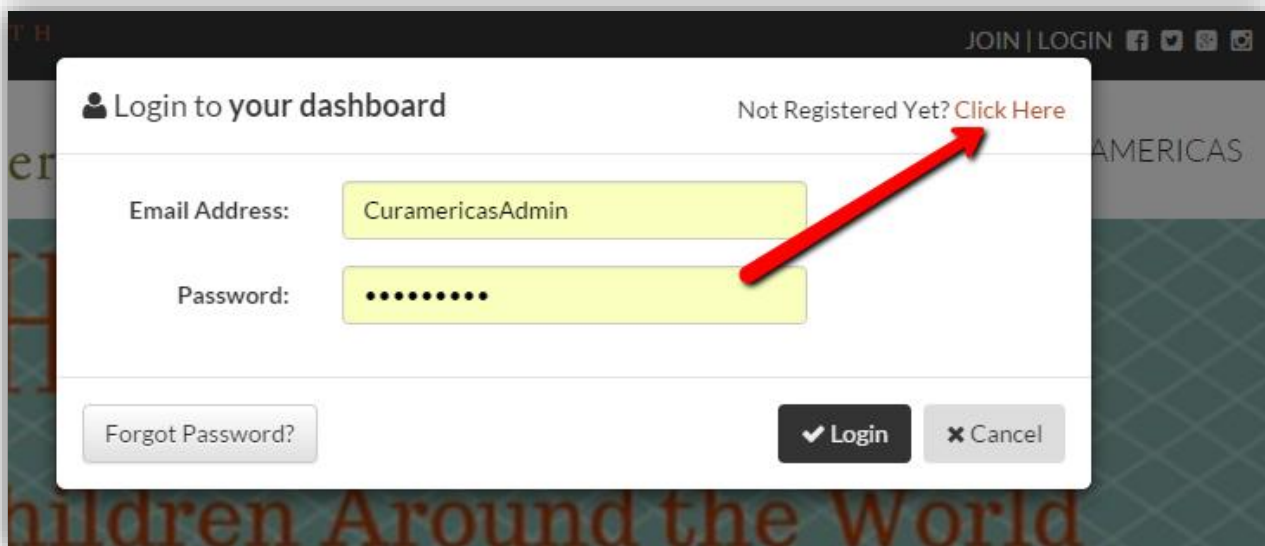 T H
JOIN | LOGIN
Login to your dashboard
Not Registered Yet? Click Here
er
AMERICAS
Email Address:
CuramericasAdmin
Password:
•••••••••
Forgot Password?
Login
Cancel
hildren Around the World